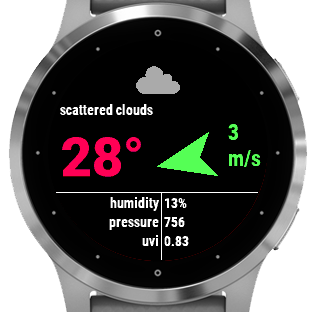 scattered clouds
28°
3
m/s
humidity 13%
pressure 756
uvi 0.83